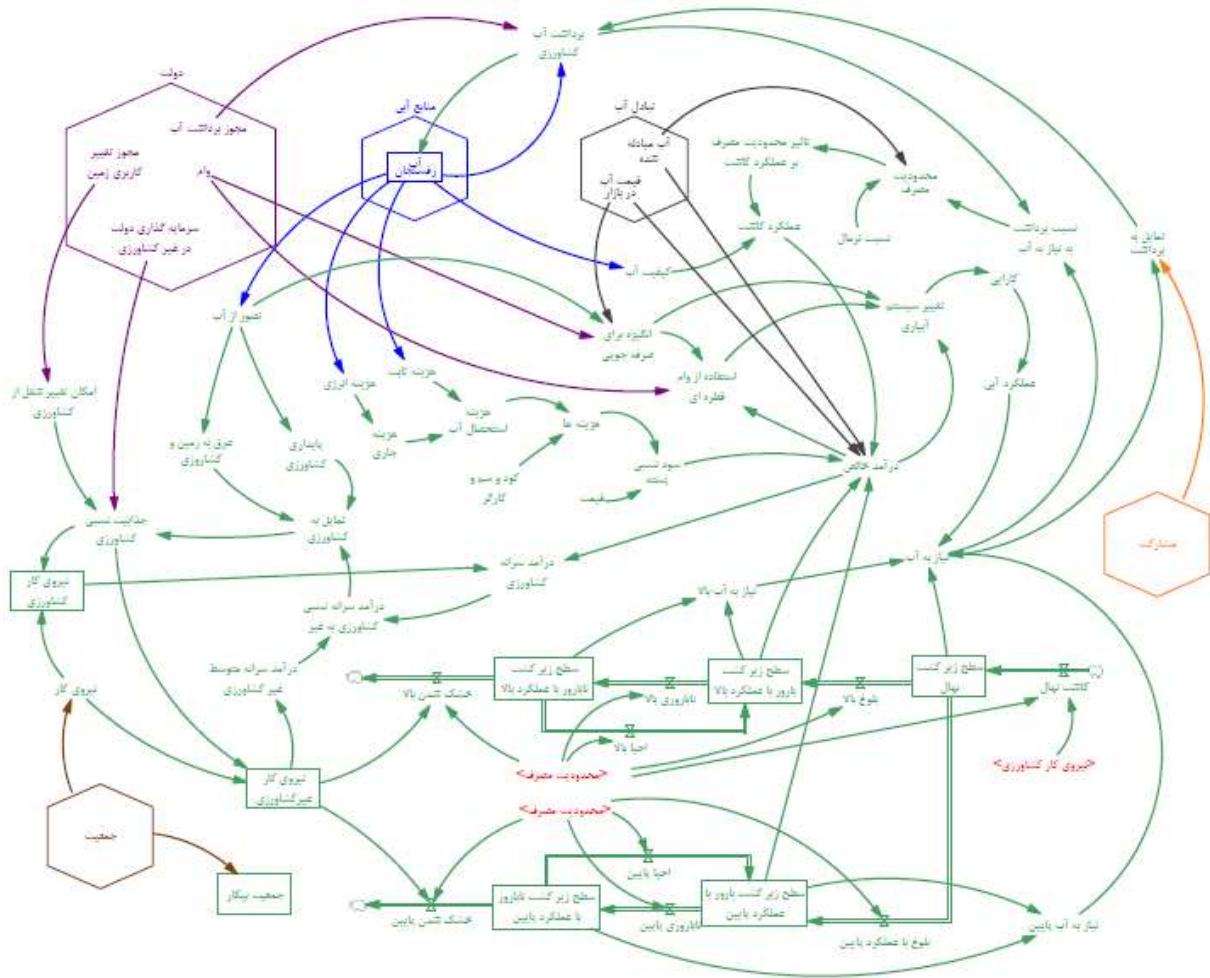 برداشت آب
کشاورزی
دولت
منابع آبی
تبادل آب
مجوز برداشت آب
آب مبادله
شده
تاثیر محدودیت مصرف
بر عملکرد کاشت
مجوز تغییر
کاربری زمین
وام
آب
رفسنجان
قیمت آب
در بازار
محدودیت
مصرف
سرمایه گذاری دولت
در غیر کشاورزی
عملکرد کاشت
نسبت نرمال
نسبت برداشت
به نیاز به آب
تمایل به
برداشت
کیفیت آب
کارایی
تصور از آب
انگیزه برای
صرفه جویی
تغییر سیستم
آبیاری
امکان تغییر شغل از
کشاورزی
هزینه انرژی
هزینه ثابت
استفاده از وام
قطره ای
عملکرد آبی
عرق به زمین و
کشاورزی
پایداری
کشاورزی
هزینه
جاری
هزینه
استحصال آب
هزینه ها
کود و سم و
کارگر
سود نسبی
پسته
قیمت
درآمد خالص
جذابیت نسبی
کشاورزی
تمایل به
کشاورزی
مشارکت
نیروی کار
کشاورزی
درآمد سرانه
کشاورزی
نیاز به آب
درآمد سرانه نسبی
کشاورزی به غیر
نیاز به آب بالا
نیروی کار
درآمد سرانه متوسط
غیر کشاورزی
سطح زیر کشت
نابارور با عملکرد بالا
سطح زیر کشت
بارور با عملکرد بالا
سطح زیر کشت
نهال
خشک شدن بالا
ناباروری بالا
بلوغ بالا
کاشت نهال
احیا بالا
<محدودیت مصرف>
<نیروی کار کشاورزی>
نیروی کار
غیرکشاورزی
<محدودیت مصرف>
جمعیت
جمعیت بیکار
احیا پایین
سطح زیر کشت نابارور
با عملکرد پایین
سطح زیر کشت بارور با
عملکرد پایین
خشک شدن پایین
ناباروری پایین
بلوغ با عملکرد پایین
نیاز به آب پایین